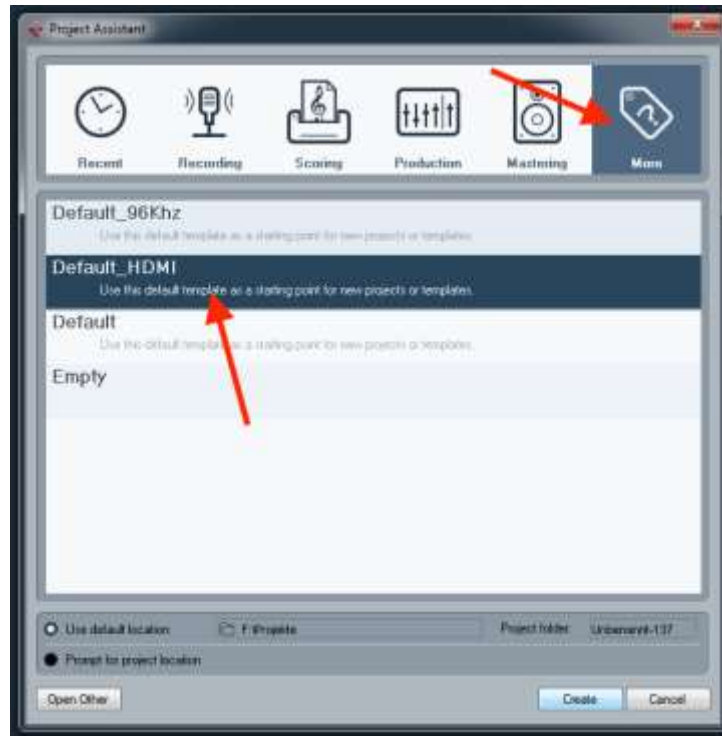 Project Assistant
Recent Recording Scoring Production Mastering More
Default_96Khz
Use this default template as a starting point for new projects or templates.
Default_HDMI
Use this default template as a starting point for new projects or templates.
Default
Use this default template as a starting point for new projects or templates.
Empty
Use default location F:\Projekte Project folder: Unbenannt-137
Prompt for project location
Open Other Create Cancel